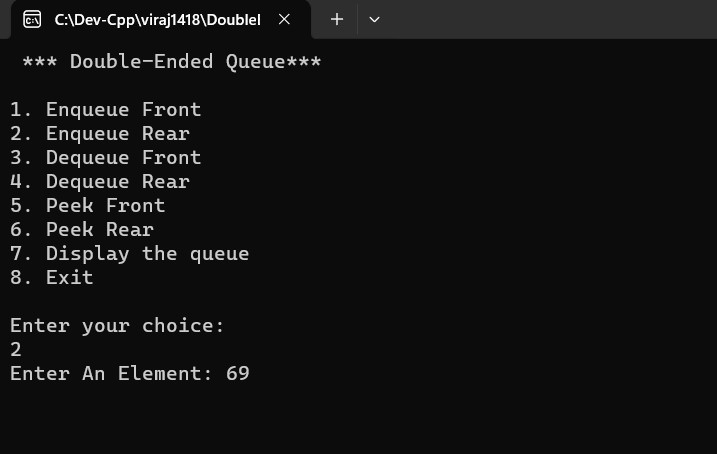 C:\Dev-Cpp\viraj1418\Doublel
*** Double-Ended Queue***
1. Enqueue Front
2. Enqueue Rear
3. Dequeue Front
4. Dequeue Rear
5. Peek Front
6. Peek Rear
7. Display the queue
8. Exit
Enter your choice:
2
Enter An Element: 69